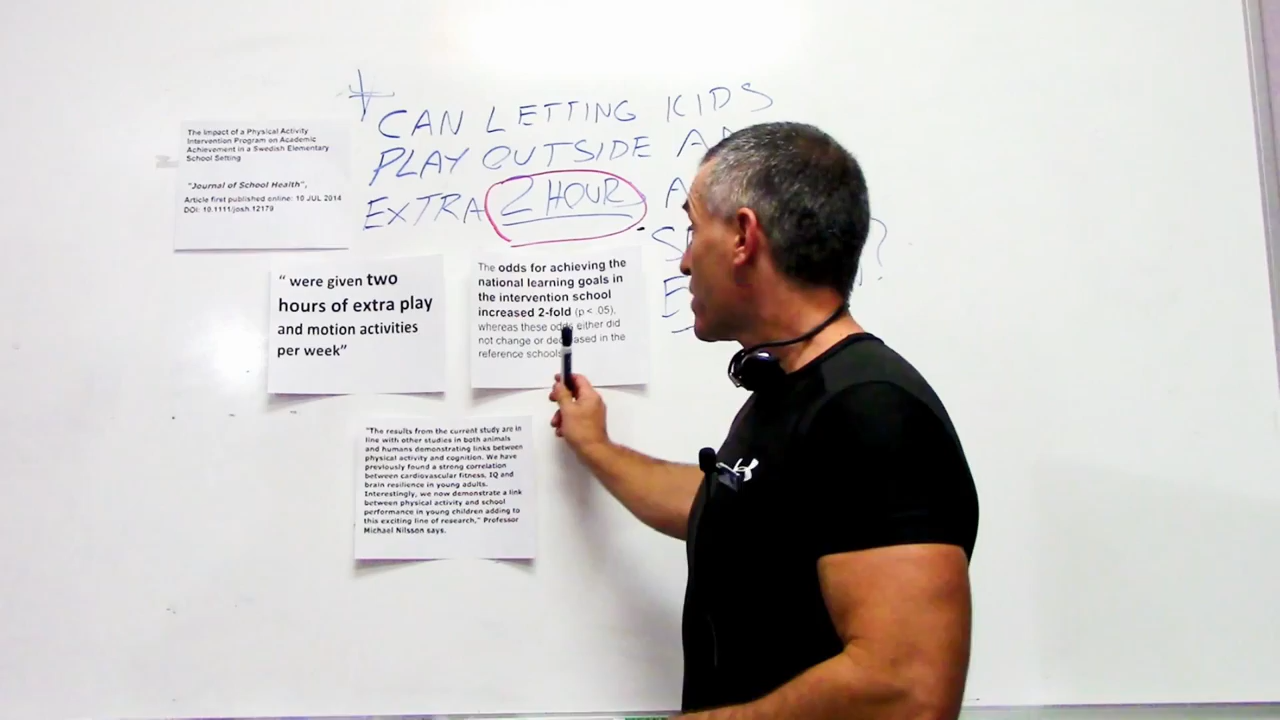 CAN LETTING KIDS
PLAY OUTSIDE
EXTRA 2 HOUR
?
The Impact of a Physical Activity
Intervention Program on Academic
Achievement in a Swedish Elementary
School Setting
"Journal of School Health",
Article first published online: 10 JUL 2014
DOI: 10.1111/josh.12179
" were given two
hours of extra play
and motion activities
per week"
The odds for achieving the
national learning goals in
the intervention school
increased 2-fold (p < .05),
whereas these odds either did
not change or decreased in the
reference schools
"The results from the current study are in
line with other studies in both animals
and humans demonstrating links between
physical activity and cognition. We have
previously found a strong correlation
between cardiovascular fitness, IQ and
brain resilience in young adults.
Interestingly, we now demonstrate a link
between physical activity and school
performance in young children adding to
this exciting line of research," Professor
Michael Nilsson says.